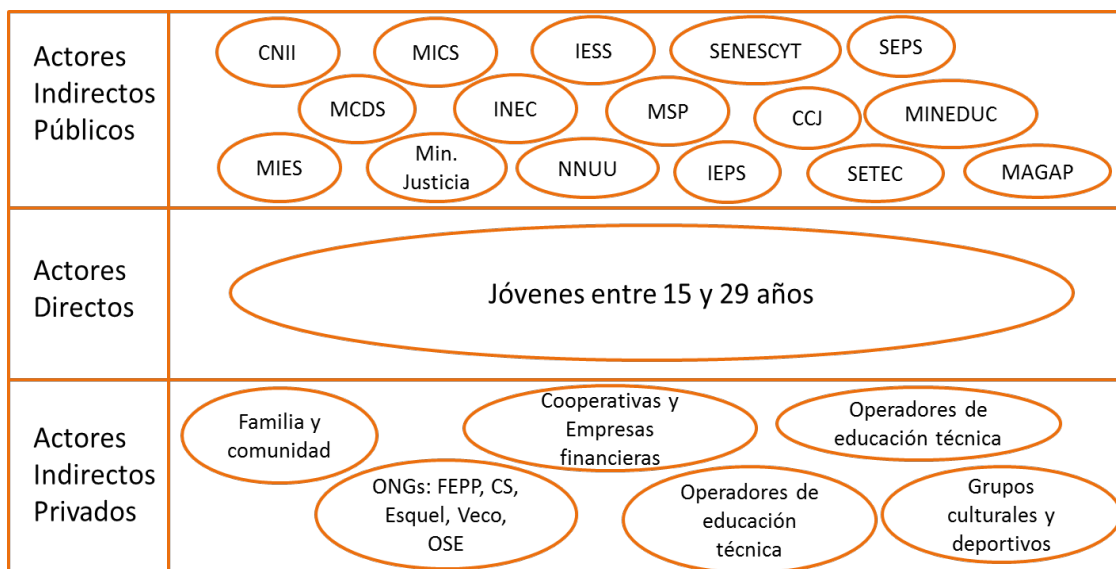 Actores
Indirectos
Públicos
CNII
MICS
IESS
SENESCYT
SEPS
MCDS
INEC
MSP
CCJ
MINEDUC
MIES
Min.
Justicia
NNUU
IEPS
SETEC
MAGAP
Actores
Directos
Jóvenes entre 15 y 29 años
Actores
Indirectos
Privados
Familia y
comunidad
Cooperativas y
Empresas
financieras
Operadores de
educación técnica
ONGs: FEPP, CS,
Esquel, Veco,
OSE
Operadores de
educación
técnica
Grupos
culturales y
deportivos